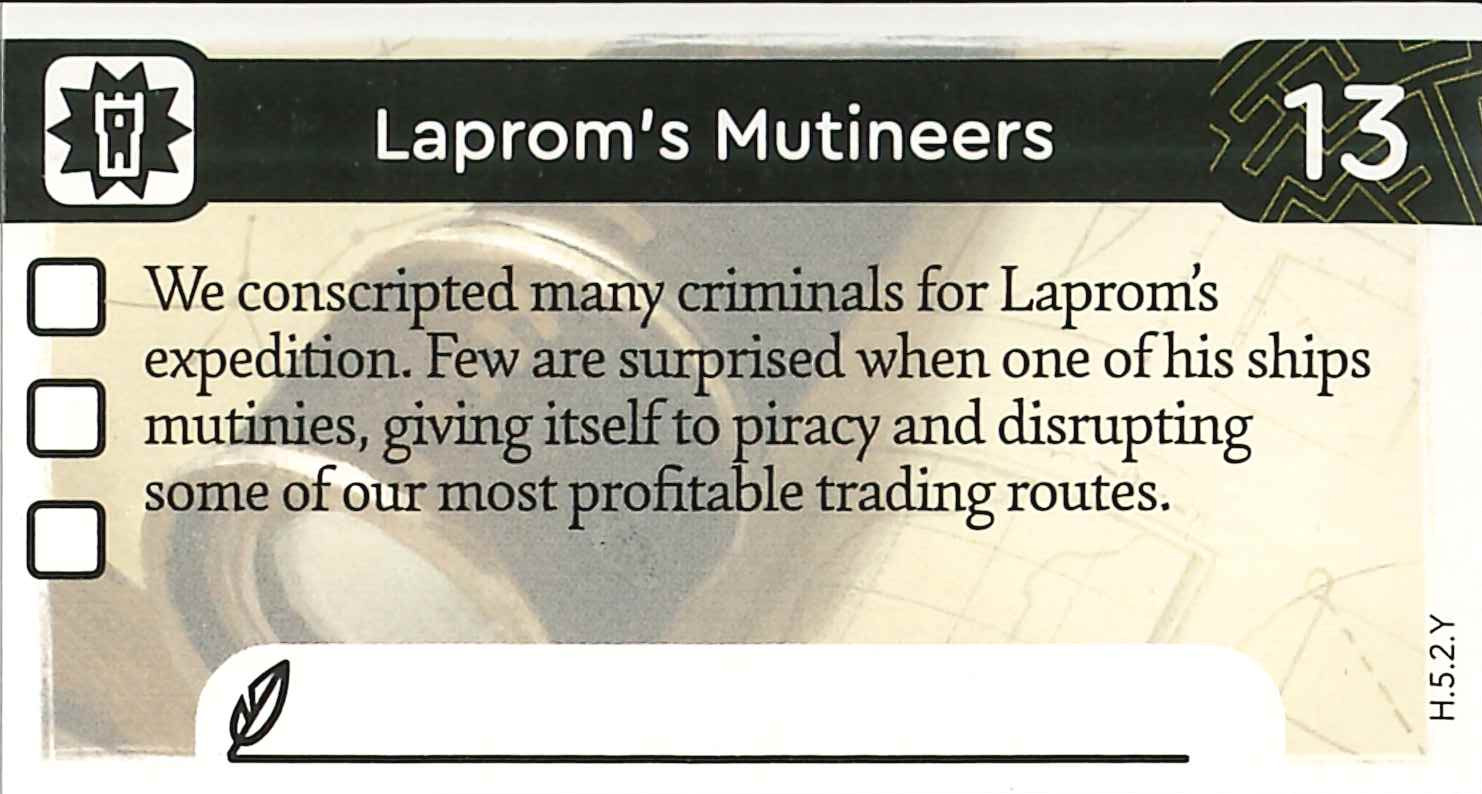 Laprom's Mutineers
13
We conscripted many criminals for Laprom's
expedition. Few are surprised when one of his ships
mutinies, giving itself to piracy and disrupting
some of our most profitable trading routes.
H.5.2.Y